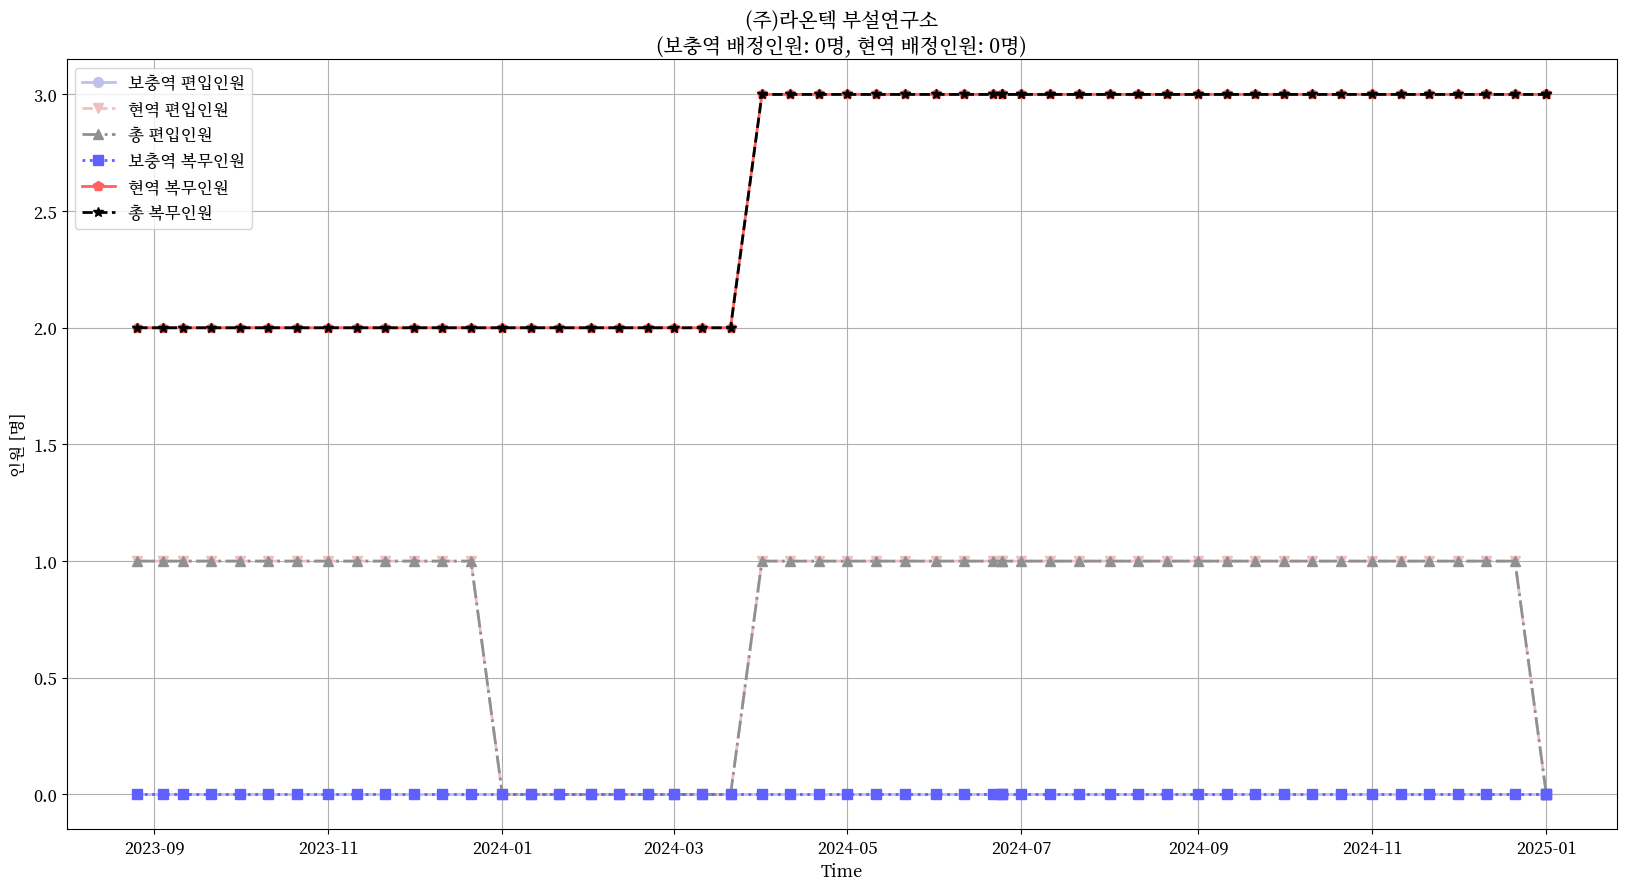 (주)라온텍 부설연구소
(보충역 배정인원: 0명, 현역 배정인원: 0명)
보충역 편입인원
현역 편입인원
총 편입인원
보충역 복무인원
현역 복무인원
총 복무인원
인원 [명]
3.0
2.5
2.0
1.5
1.0
0.5
0.0
2023-09
2023-11
2024-01
2024-03
2024-05
2024-07
2024-09
2024-11
2025-01
Time